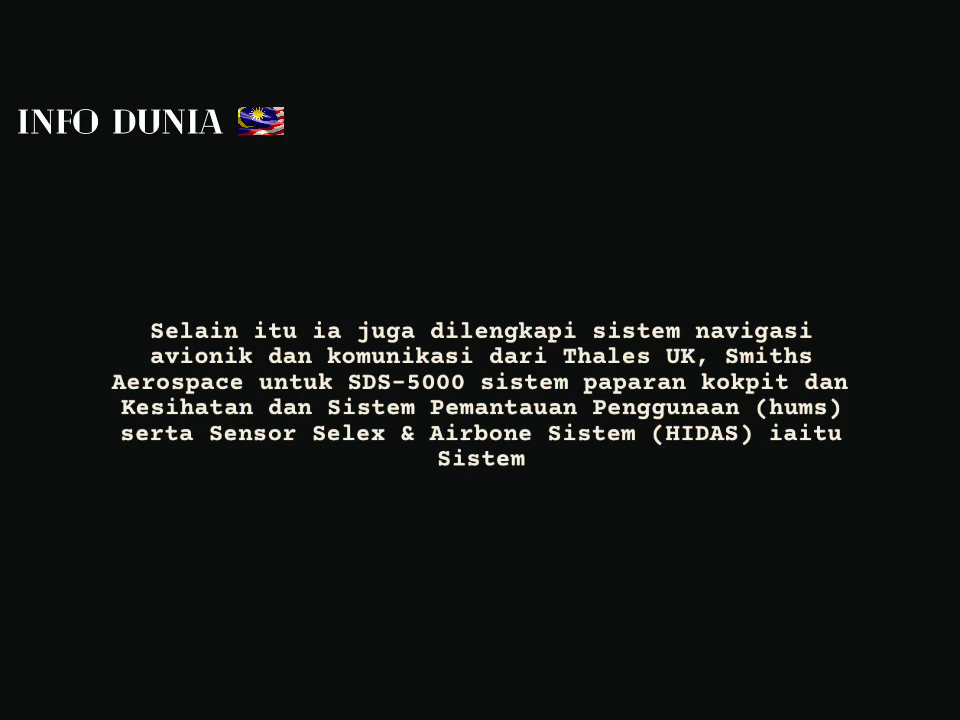 INFO DUNIA
Selain itu ia juga dilengkapi sistem navigasi
avionik dan komunikasi dari Thales UK, Smiths
Aerospace untuk SDS-5000 sistem paparan kokpit dan
Kesihatan dan Sistem Pemantauan Penggunaan (hums)
serta Sensor Selex & Airbone Sistem (HIDAS) iaitu
Sistem